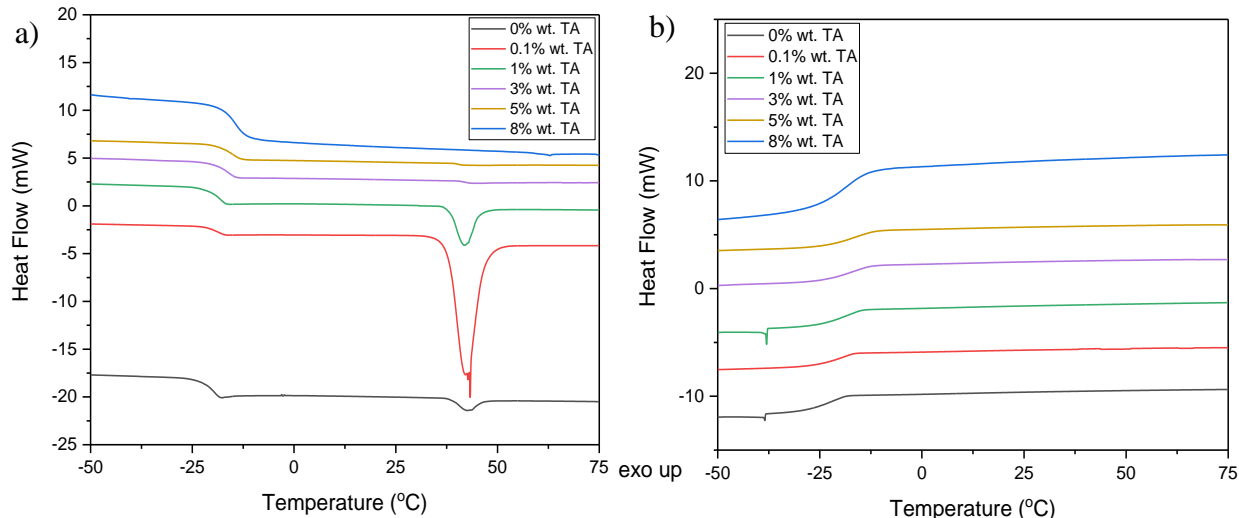 a)
20
15
10
5
0
-5
-10
-15
-20
-25
Heat Flow (mW)
0% wt. TA
0.1% wt. TA
1% wt. TA
3% wt. TA
5% wt. TA
8% wt. TA
-50
-25
0
25
50
75
Temperature (°C)
exo up
b)
20
10
0
-10
Heat Flow (mW)
0% wt. TA
0.1% wt. TA
1% wt. TA
3% wt. TA
5% wt. TA
8% wt. TA
-50
-25
0
25
50
75
Temperature (°C)